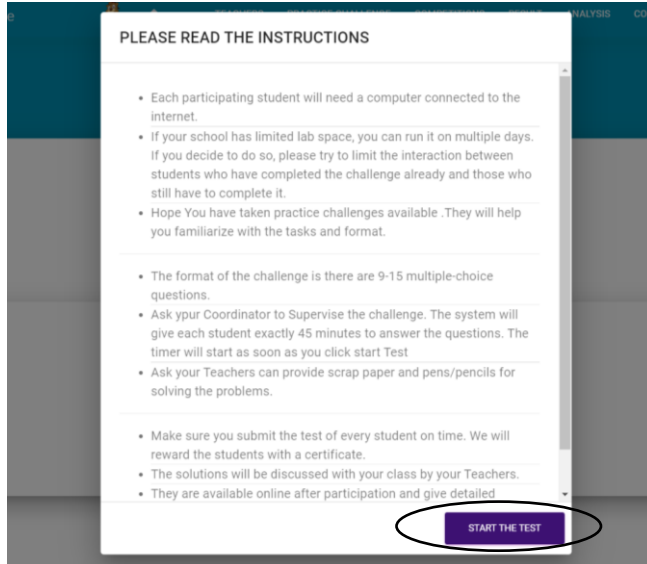 e
TEACHERS PRACTICE CHALLENGE COMPETITIONS RESULT ANALYSIS CO
PLEASE READ THE INSTRUCTIONS
• Each participating student will need a computer connected to the
internet.
• If your school has limited lab space, you can run it on multiple days.
If you decide to do so, please try to limit the interaction between
students who have completed the challenge already and those who
still have to complete it.
• Hope You have taken practice challenges available .They will help
you familiarize with the tasks and format.
• The format of the challenge is there are 9-15 multiple-choice
questions.
• Ask ypur Coordinator to Supervise the challenge. The system will
give each student exactly 45 minutes to answer the questions. The
timer will start as soon as you click start Test
• Ask your Teachers can provide scrap paper and pens/pencils for
solving the problems.
• Make sure you submit the test of every student on time. We will
reward the students with a certificate.
• The solutions will be discussed with your class by your Teachers.
• They are available online after participation and give detailed
START THE TEST